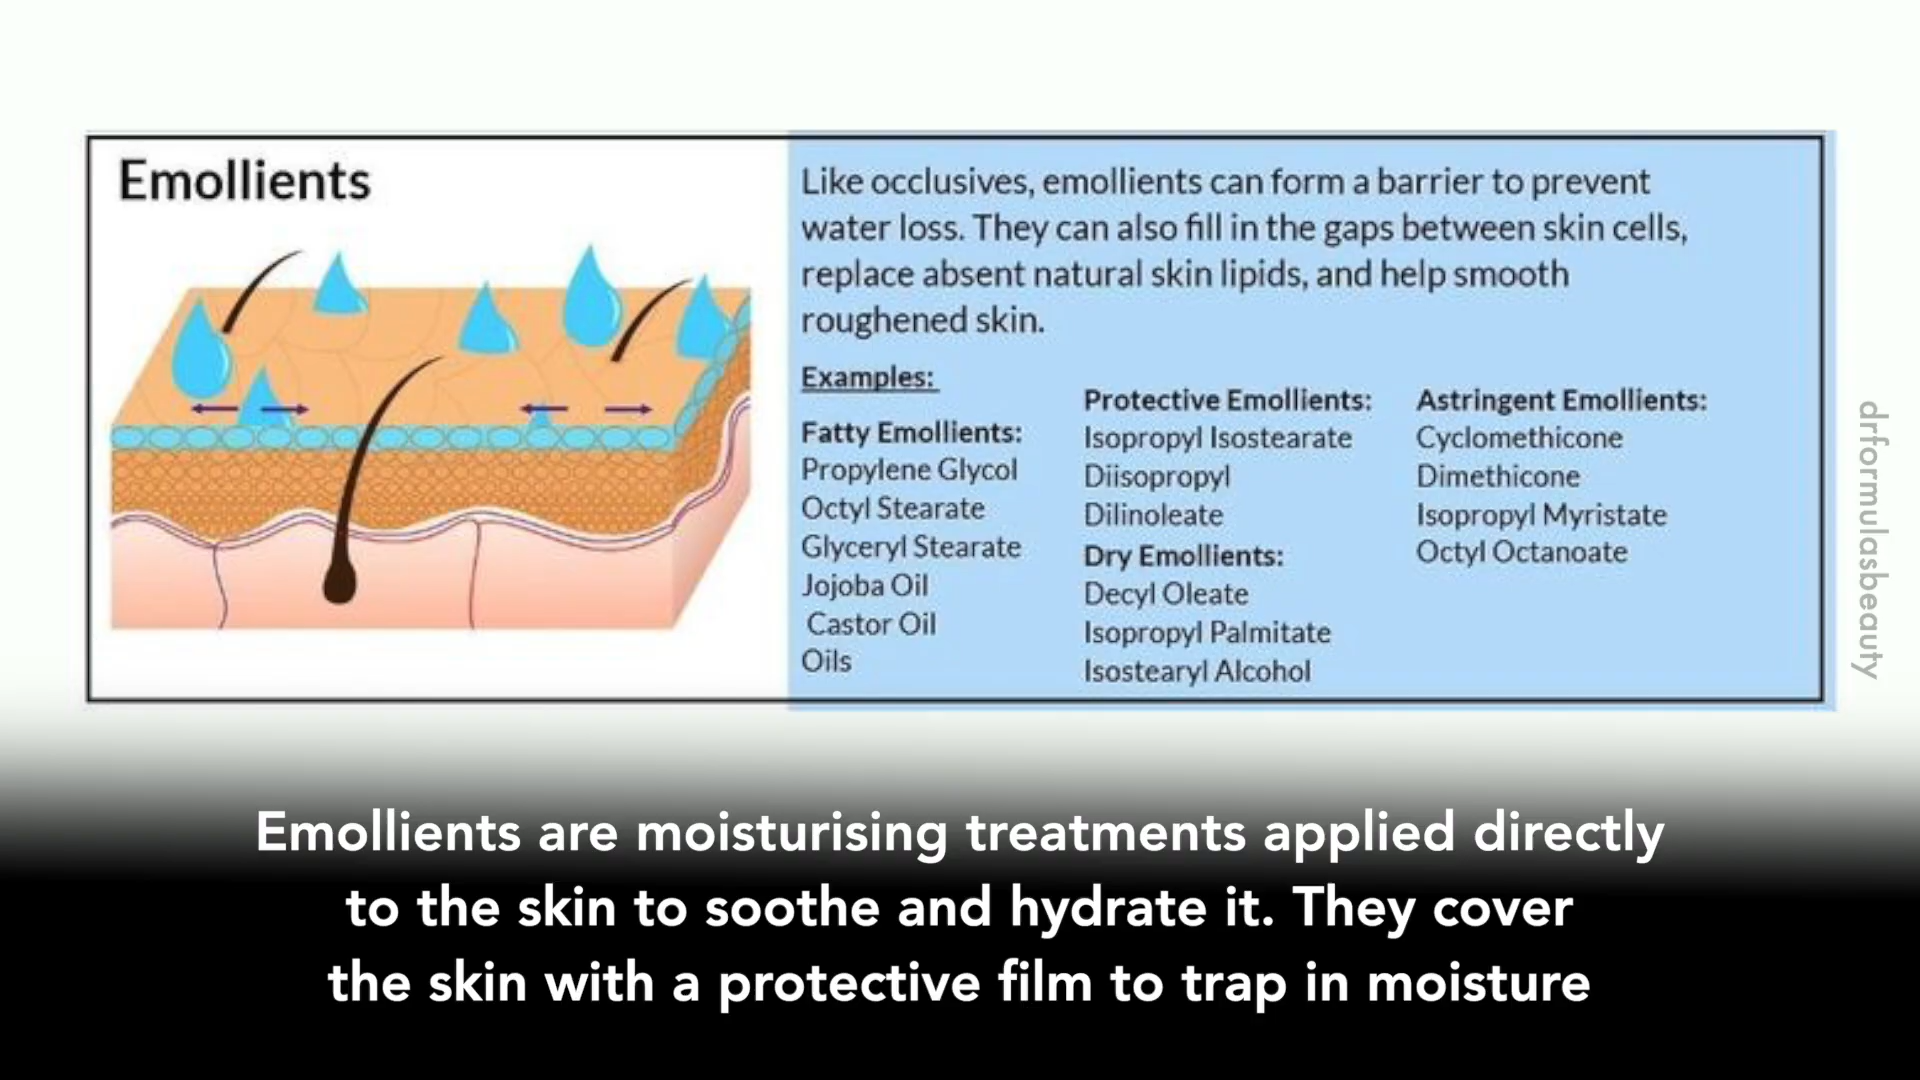 Emollients
Like occlusives, emollients can form a barrier to prevent
water loss. They can also fill in the gaps between skin cells,
replace absent natural skin lipids, and help smooth
roughened skin.
Examples:
Fatty Emollients:
Propylene Glycol
Octyl Stearate
Glyceryl Stearate
Jojoba Oil
Castor Oil
Oils
Protective Emollients:
Isopropyl Isostearate
Diisopropyl
Dilinoleate
Dry Emollients:
Decyl Oleate
Isopropyl Palmitate
Isostearyl Alcohol
Astringent Emollients:
Cyclomethicone
Dimethicone
Isopropyl Myristate
Octyl Octanoate
drformulasbeauty
Emollients are moisturising treatments applied directly
to the skin to soothe and hydrate it. They cover
the skin with a protective film to trap in moisture